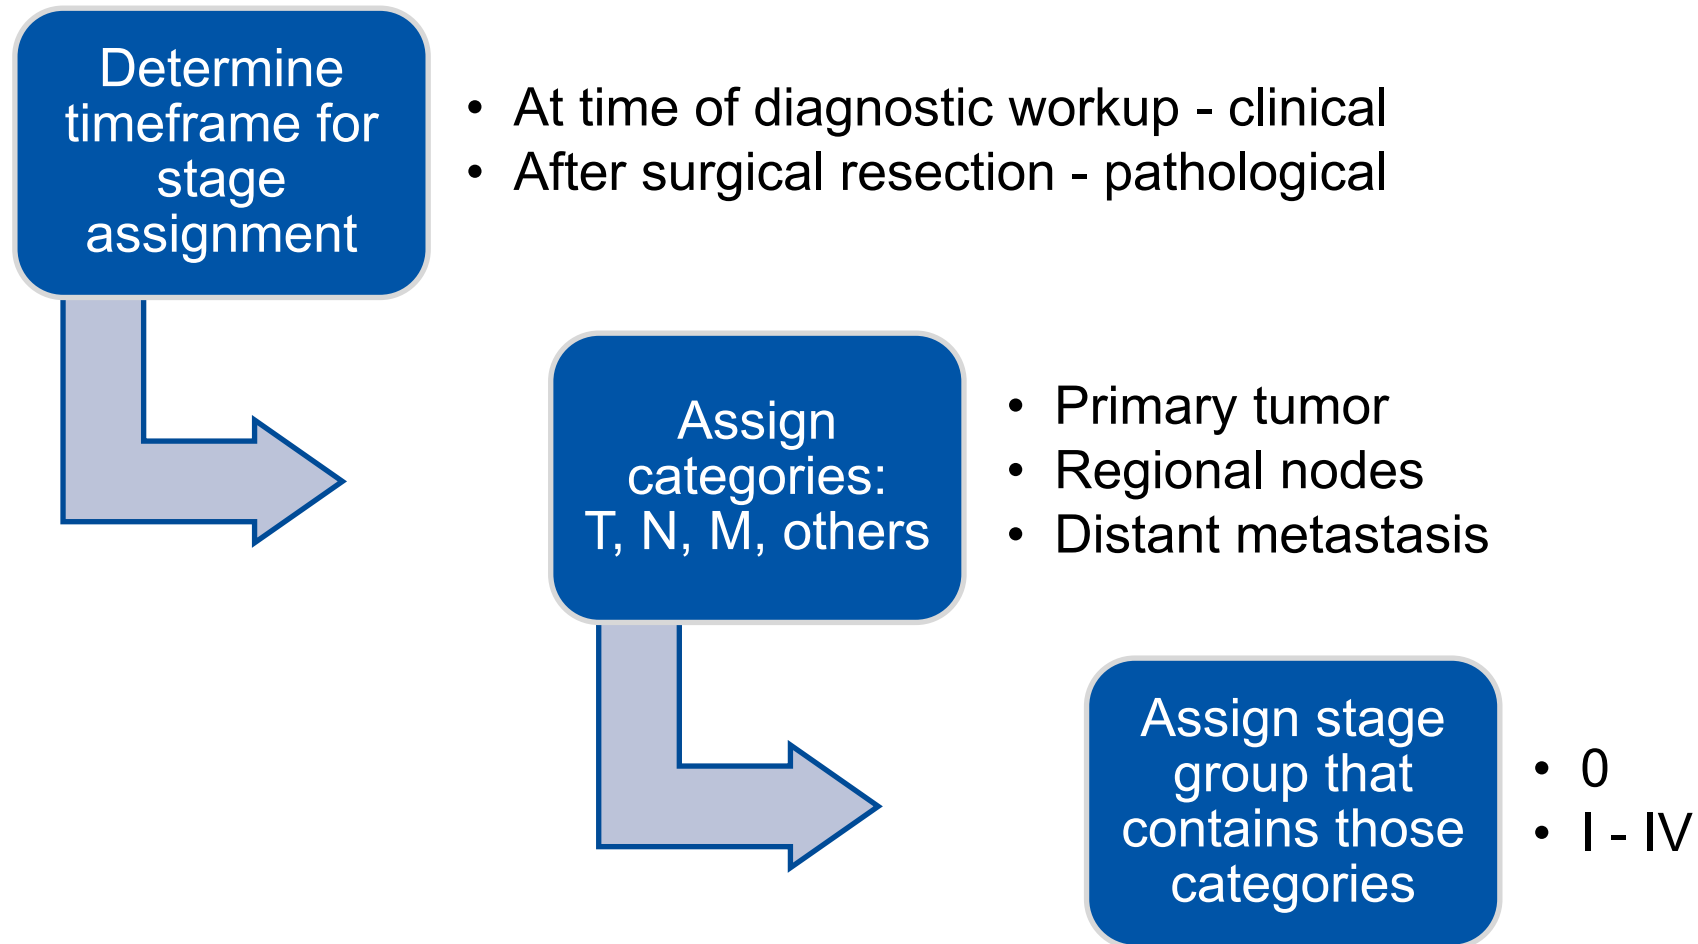 Determine
timeframe for
stage
assignment
• At time of diagnostic workup - clinical
• After surgical resection - pathological
Assign
categories:
T, N, M, others
• Primary tumor
• Regional nodes
• Distant metastasis
Assign stage
group that
contains those
categories
• 0
• I - IV